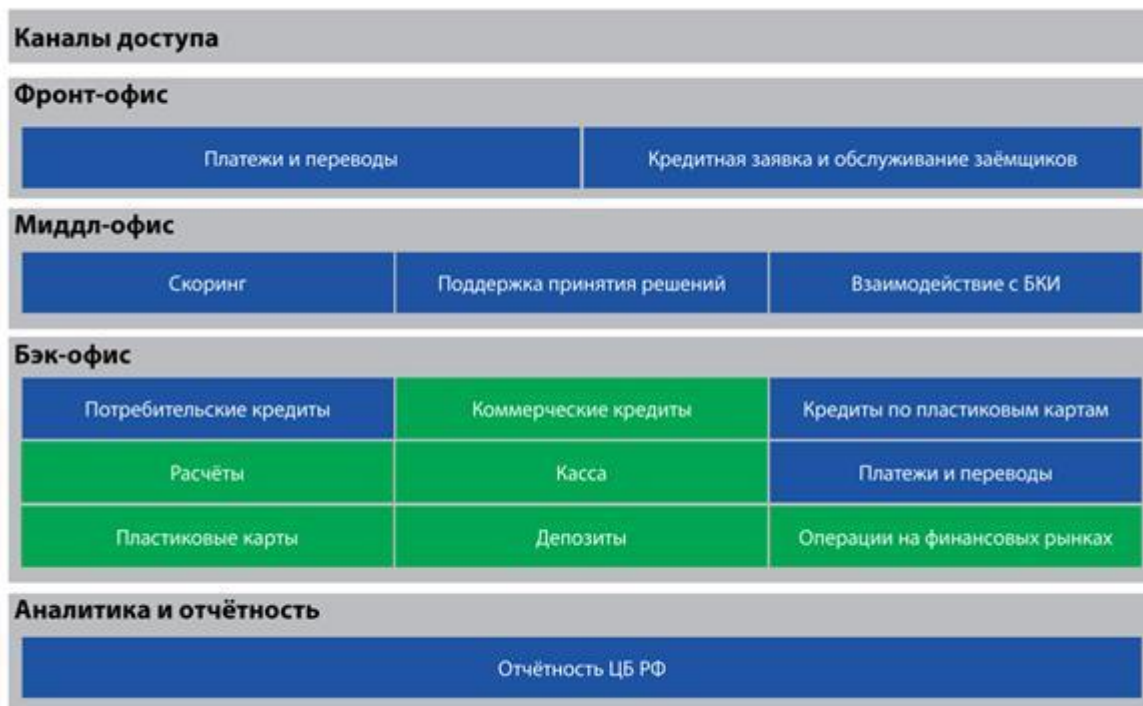 Каналы доступа
Фронт-офис
Платежи и переводы
Кредитная заявка и обслуживание заёмщиков
Миддл-офис
Скоринг
Поддержка принятия решений
Взаимодействие с БКИ
Бэк-офис
Потребительские кредиты
Коммерческие кредиты
Кредиты по пластиковым картам
Расчёты
Касса
Платежи и переводы
Пластиковые карты
Депозиты
Операции на финансовых рынках
Аналитика и отчётность
Отчётность ЦБ РФ